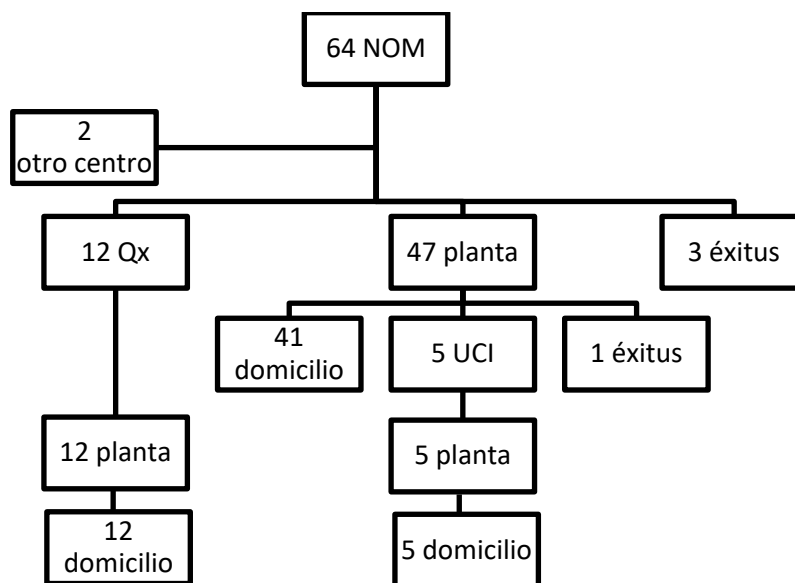 64 NOM
2
otro centro
12 Qx
47 planta
3 éxitus
41
domicilio
5 UCI
1 éxitus
12 planta
5 planta
12
domicilio
5 domicilio